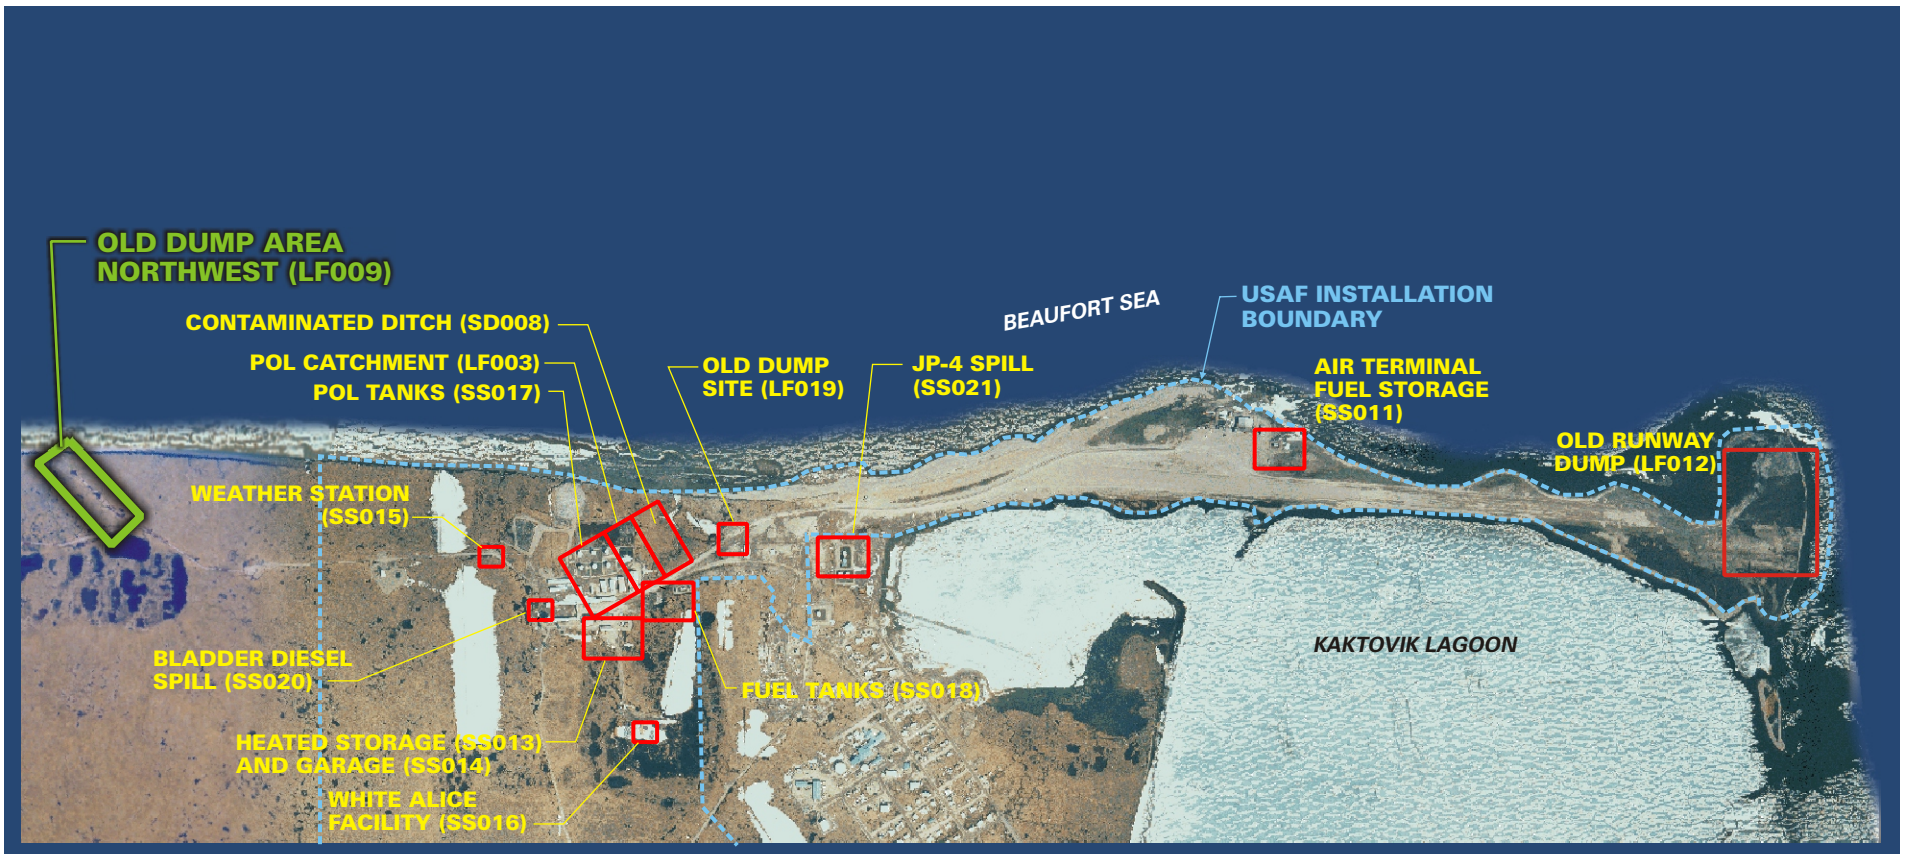 OLD DUMP AREA
NORTHWEST (LF009)
CONTAMINATED DITCH (SD008)
POL CATCHMENT (LF003)
POL TANKS (SS017)
OLD DUMP
SITE (LF019)
JP-4 SPILL
(SS021)
BEAUFORT SEA
USAF INSTALLATION
BOUNDARY
AIR TERMINAL
FUEL STORAGE
(SS011)
OLD RUNWAY
DUMP (LF012)
WEATHER STATION
(SS015)
BLADDER DIESEL
SPILL (SS020)
FUEL TANKS (SS018)
KAKTOVIK LAGOON
HEATED STORAGE (SS013)
AND GARAGE (SS014)
WHITE ALICE
FACILITY (SS016)